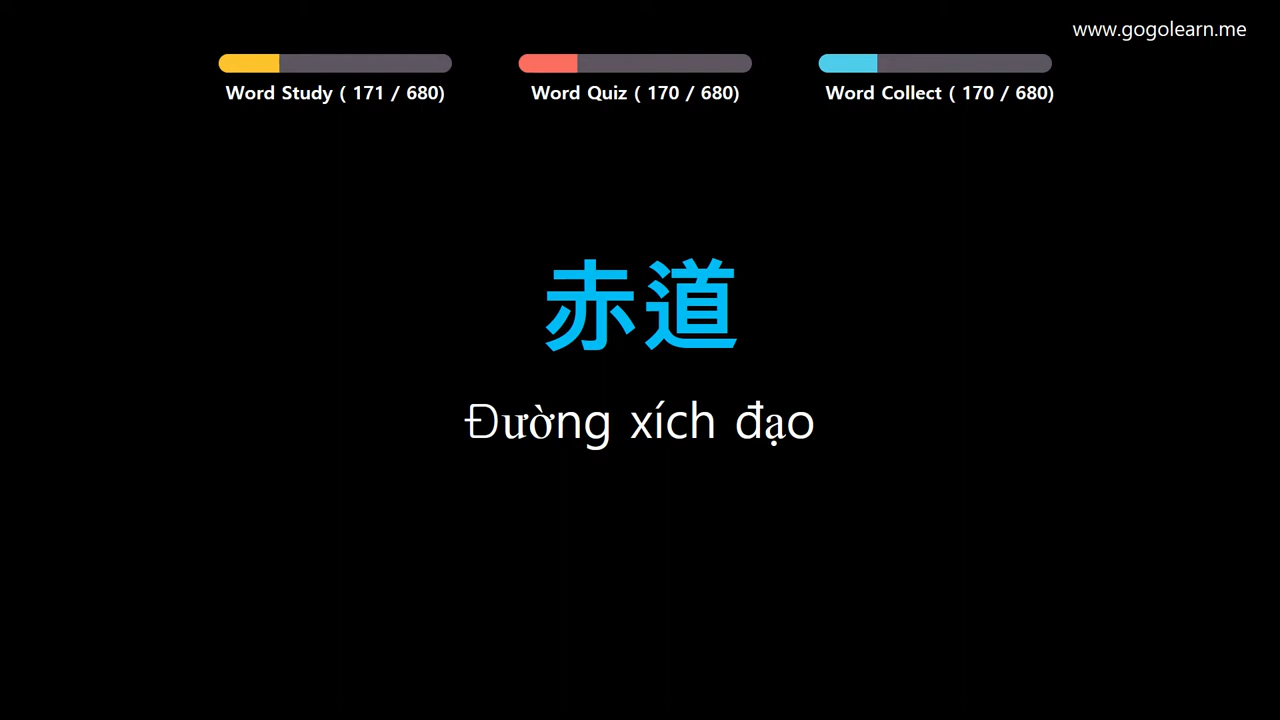 www.gogolearn.me
Word Study ( 171 / 680)
Word Quiz ( 170 / 680)
Word Collect ( 170 / 680)
赤道
Đường xích đạo